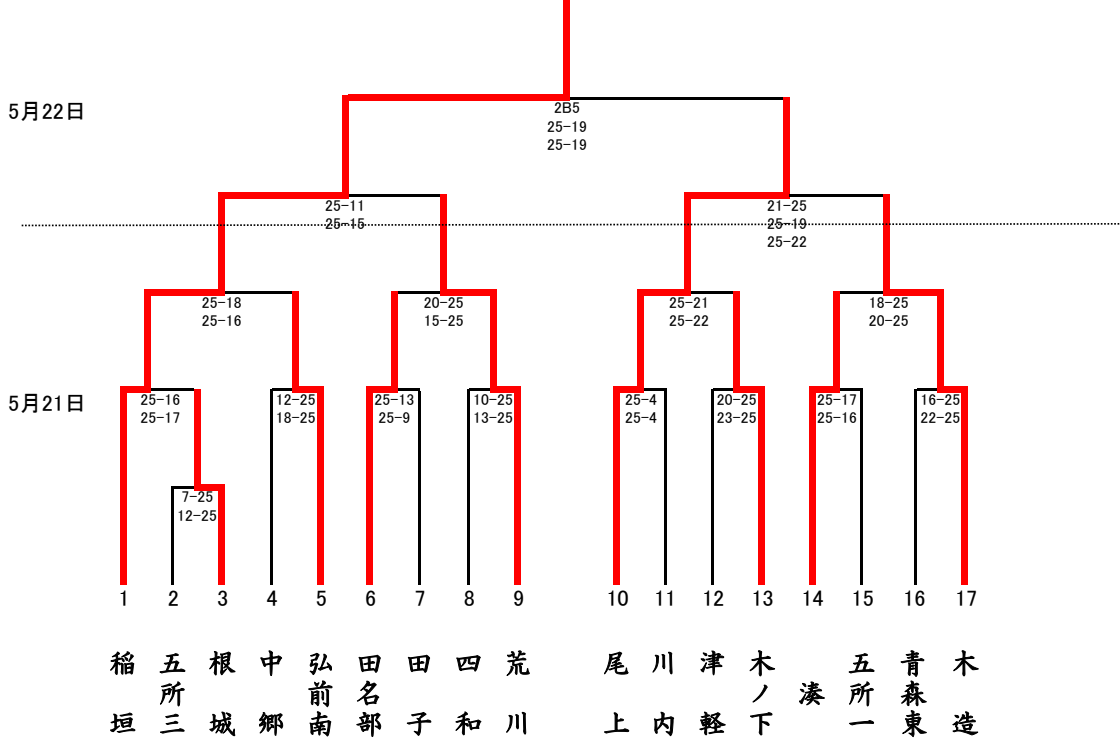 5月22日
2B5
25-19
25-19
25-11
25-15
21-25
25-19
25-22
25-18
25-16
20-25
15-25
25-21
25-22
18-25
20-25
5月21日
25-16
25-17
12-25
18-25
25-13
25-9
10-25
13-25
25-4
25-4
20-25
23-25
25-17
25-16
16-25
22-25
7-25
12-25
1 2 3 4 5 6 7 8 9 10 11 12 13 14 15 16 17
稲垣
五所三
根城
中郷
弘前南
田名部
田子
四和
荒川
尾上
川内
津軽
木ノ下
湊
五所一
青森東
木造